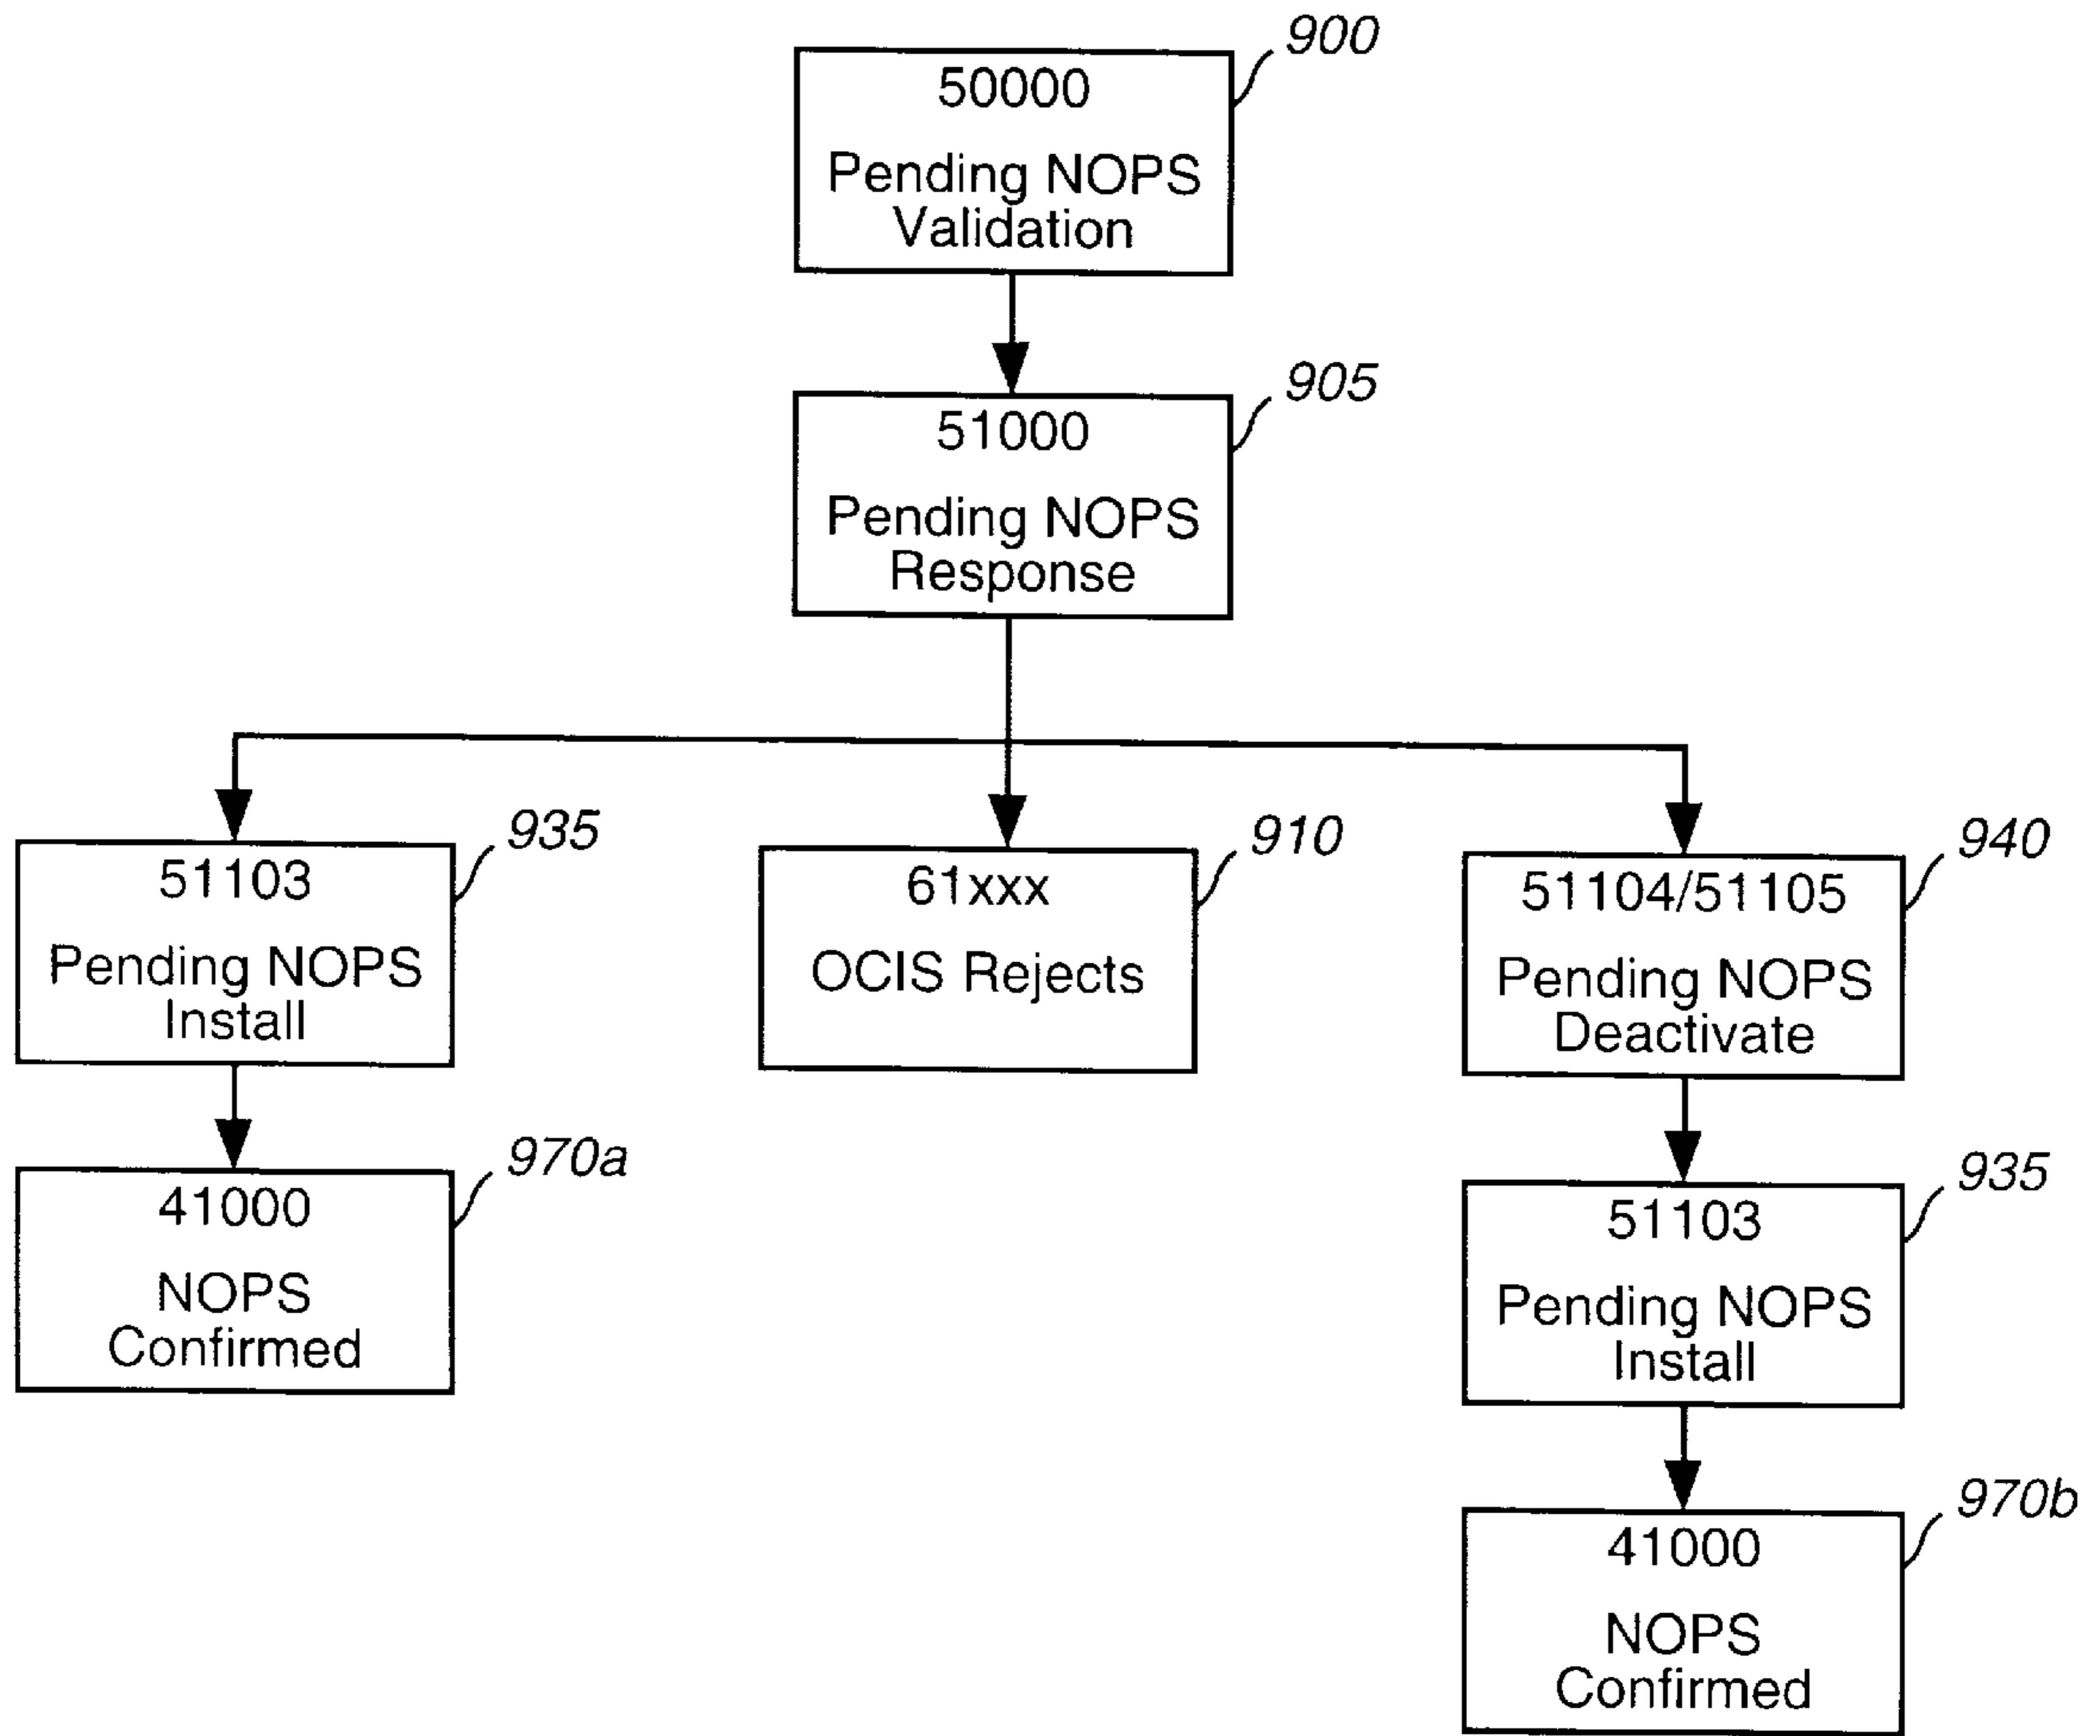 900
50000
Pending NOPS
Validation
905
51000
Pending NOPS
Response
935
51103
Pending NOPS
Install
910
61xxx
OCIS Rejects
940
51104/51105
Pending NOPS
Deactivate
970a
41000
NOPS
Confirmed
935
51103
Pending NOPS
Install
970b
41000
NOPS
Confirmed